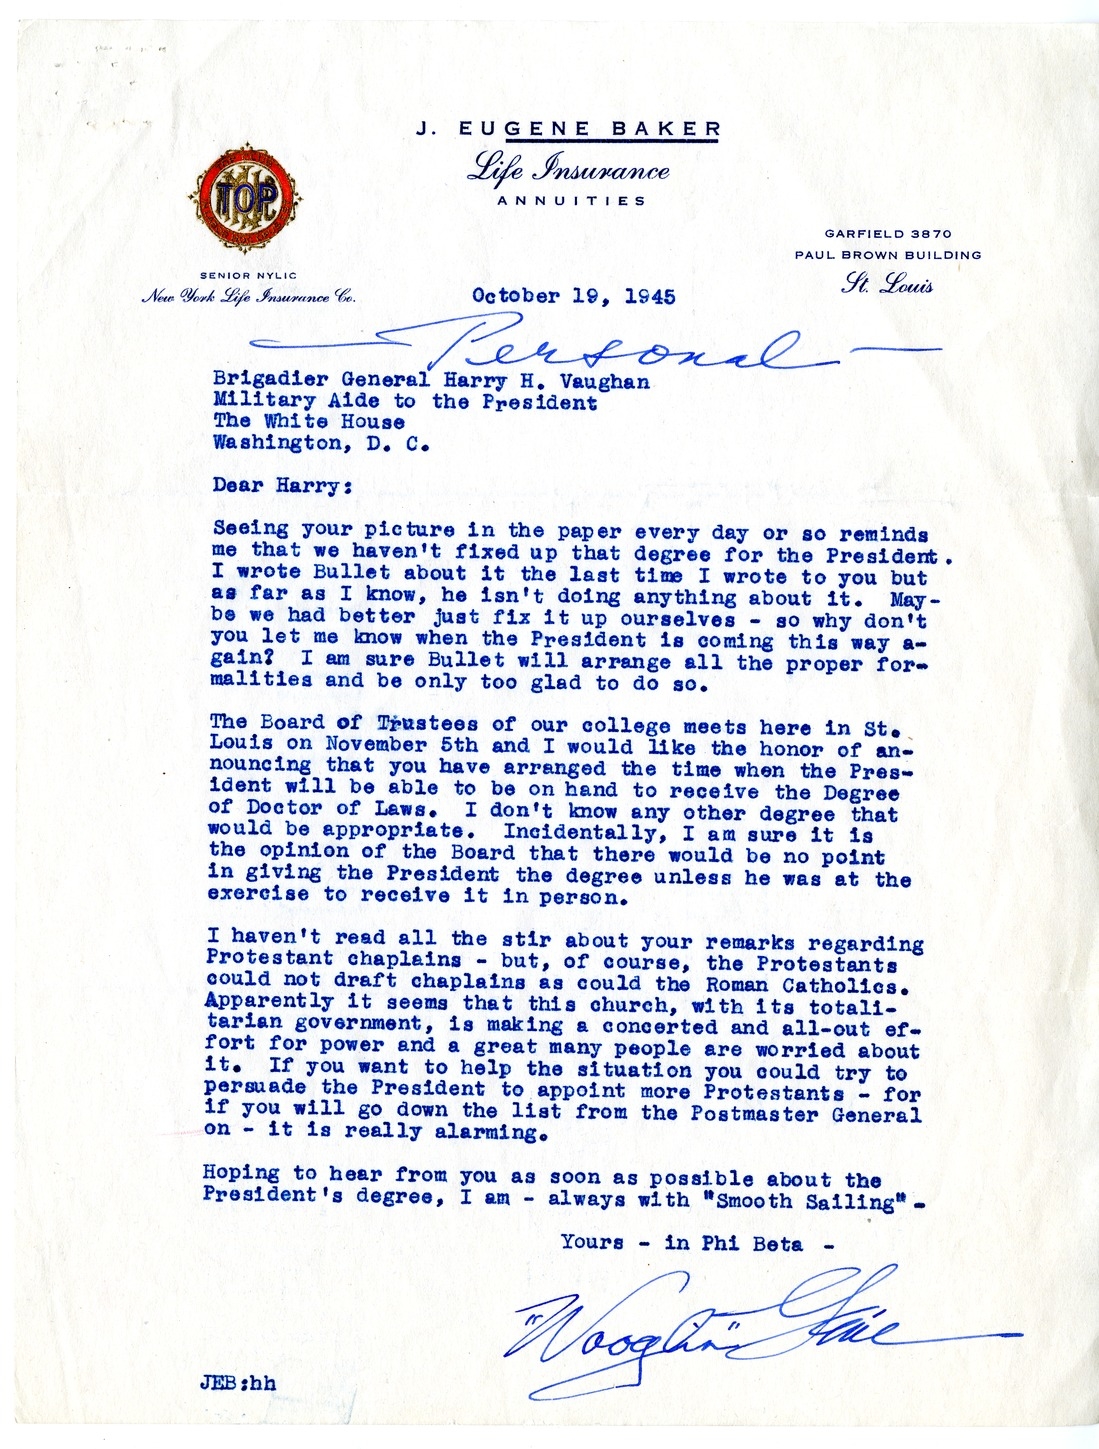 J. EUGENE BAKER
Life Insurance
ANNUITIES
TOP
SENIOR NYLIC
New York Life Insurance Co.
GARFIELD 3870
PAUL BROWN BUILDING
St. Louis
October 19, 1945
Personal
Brigadier General Harry H. Vaughan
Military Aide to the President
The White House
Washington, D. C.
Dear Harry:
Seeing your picture in the paper every day or so reminds
me that we haven't fixed up that degree for the President.
I wrote Bullet about it the last time I wrote to you but
as far as I know, he isn't doing anything about it. May-
be we had better just fix it up ourselves - so why don't
you let me know when the President is coming this way a-
gain? I am sure Bullet will arrange all the proper for-
malities and be only too glad to do so.
The Board of Trustees of our college meets here in St.
Louis on November 5th and I would like the honor of an-
nouncing that you have arranged the time when the Pres-
ident will be able to be on hand to receive the Degree
of Doctor of Laws. I don't know any other degree that
would be appropriate. Incidentally, I am sure it is
the opinion of the Board that there would be no point
in giving the President the degree unless he was at the
exercise to receive it in person.
I haven't read all the stir about your remarks regarding
Protestant chaplains - but, of course, the Protestants
could not draft chaplains as could the Roman Catholics.
Apparently it seems that this church, with its totali-
tarian government, is making a concerted and all-out ef-
fort for power and a great many people are worried about
it. If you want to help the situation you could try to
persuade the President to appoint more Protestants - for
if you will go down the list from the Postmaster General
on - it is really alarming.
Hoping to hear from you as soon as possible about the
President's degree, I am - always with "Smooth Sailing" -
Yours - in Phi Beta -
JEB:hh